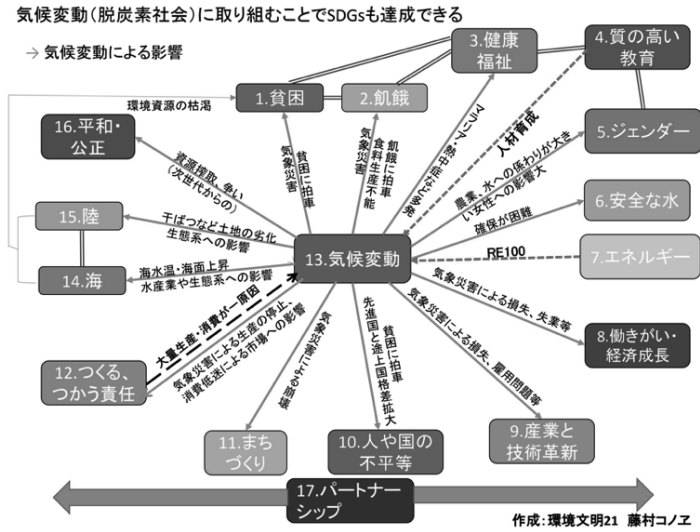 気候変動（脱炭素社会）に取り組むことでSDGsも達成できる
→ 気候変動による影響
3.健康
福祉
4.質の高い
教育
環境資源の枯渇
1.貧困
2.飢餓
16.平和・
公正
5.ジェンダー
資源搾取、争い
（次世代からの）
気象災害
貧困に拍車
気象災害
食料生産不能
飢餓に拍車
マラリア、熱中症など多発
人材育成
農業、水への係わりが大き
い女性への影響大
15.陸
干ばつなど土地の劣化
生態系への影響
確保が困難
6.安全な水
13.気候変動
RE100
7.エネルギー
14.海
海水温・海面上昇
水産業や生態系への影響
大量生産・消費が一原因
気象災害による生産の停止、
消費低迷による市場への影響
気象災害による崩壊
先進国と途上国格差拡大
貧困に拍車
気象災害による損失、雇用問題等
気象災害による損失、失業等
8.働きがい・
経済成長
12.つくる、
つかう責任
11.まち
づくり
10.人や国の
不平等
9.産業と
技術革新
17.パートナー
シップ
作成：環境文明21　藤村コノヱ